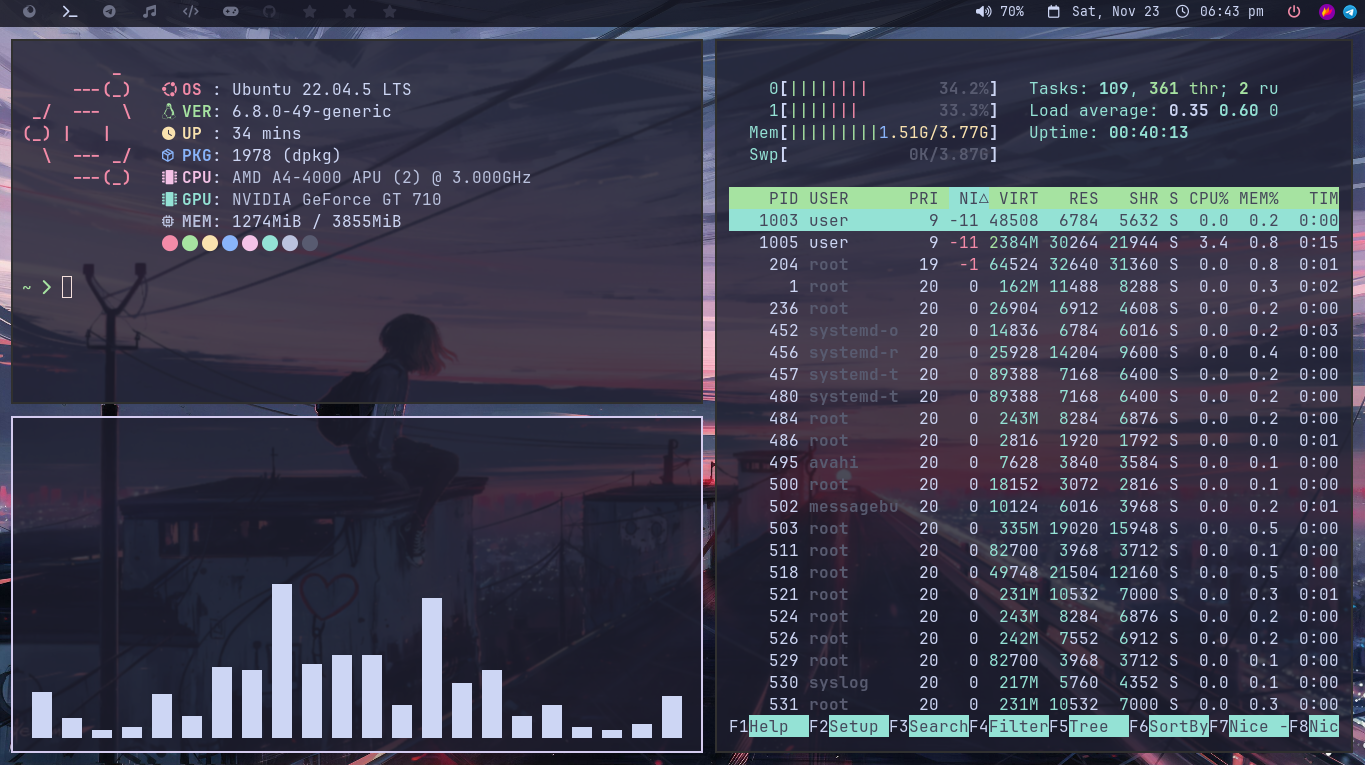 70% Sat, Nov 23 06:43 pm
OS : Ubuntu 22.04.5 LTS
VER: 6.8.0-49-generic
UP : 34 mins
PKG: 1978 (dpkg)
CPU: AMD A4-4000 APU (2) @ 3.000GHz
GPU: NVIDIA GeForce GT 710
MEM: 1274MiB / 3855MiB
~ ❯
0[|||||||| 34.2%] Tasks: 109, 361 thr; 2 ru
1[||||||| 33.3%] Load average: 0.35 0.60 0
Mem[|||||||||1.51G/3.77G] Uptime: 00:40:13
Swp[ 0K/3.87G]
PID USER PRI NI△ VIRT RES SHR S CPU% MEM% TIM
1003 user 9 -11 48508 6784 5632 S 0.0 0.2 0:00
1005 user 9 -11 2384M 30264 21944 S 3.4 0.8 0:15
204 root 19 -1 64524 32640 31360 S 0.0 0.8 0:01
1 root 20 0 162M 11488 8288 S 0.0 0.3 0:02
236 root 20 0 26904 6912 4608 S 0.0 0.2 0:00
452 systemd-o 20 0 14836 6784 6016 S 0.0 0.2 0:03
456 systemd-r 20 0 25928 14204 9600 S 0.0 0.4 0:00
457 systemd-t 20 0 89388 7168 6400 S 0.0 0.2 0:00
480 systemd-t 20 0 89388 7168 6400 S 0.0 0.2 0:00
484 root 20 0 243M 8284 6876 S 0.0 0.2 0:00
486 root 20 0 2816 1920 1792 S 0.0 0.0 0:01
495 avahi 20 0 7628 3840 3584 S 0.0 0.1 0:00
500 root 20 0 18152 3072 2816 S 0.0 0.1 0:00
502 messagebu 20 0 10124 6016 3968 S 0.0 0.2 0:01
503 root 20 0 335M 19020 15948 S 0.0 0.5 0:00
511 root 20 0 82700 3968 3712 S 0.0 0.1 0:00
518 root 20 0 49748 21504 12160 S 0.0 0.5 0:00
521 root 20 0 231M 10532 7000 S 0.0 0.3 0:01
524 root 20 0 243M 8284 6876 S 0.0 0.2 0:00
526 root 20 0 242M 7552 6912 S 0.0 0.2 0:00
529 root 20 0 82700 3968 3712 S 0.0 0.1 0:00
530 syslog 20 0 217M 5760 4352 S 0.0 0.1 0:00
531 root 20 0 231M 10532 7000 S 0.0 0.3 0:00
F1Help F2Setup F3SearchF4FilterF5Tree F6SortByF7Nice -F8Nic